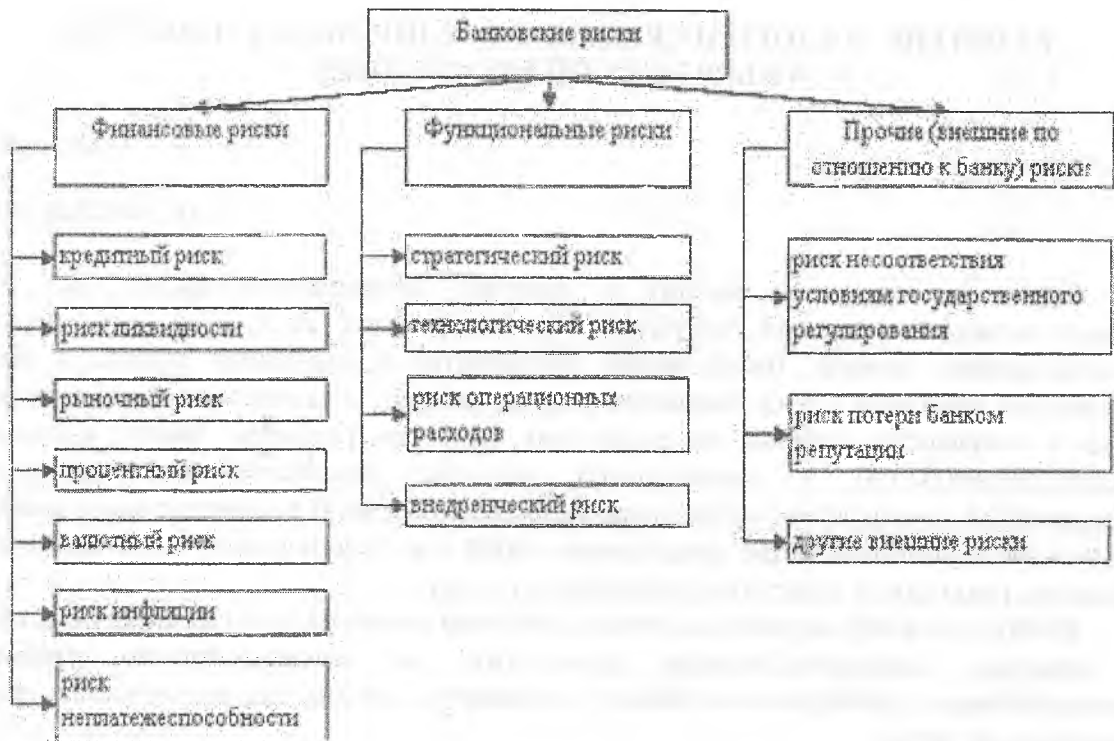 Банковские риски
Финансовые риски
Функциональные риски
Прочие (внешние по
отношению к банку) риски
кредитный риск
риск ликвидности
рыночный риск
процентный риск
валютный риск
риск инфляции
риск
неплатежеспособности
стратегический риск
технологический риск
риск операционных
расходов
внедренческий риск
риск несоответствия
условиям государственного
регулирования
риск потери банком
репутации
другие внешние риски